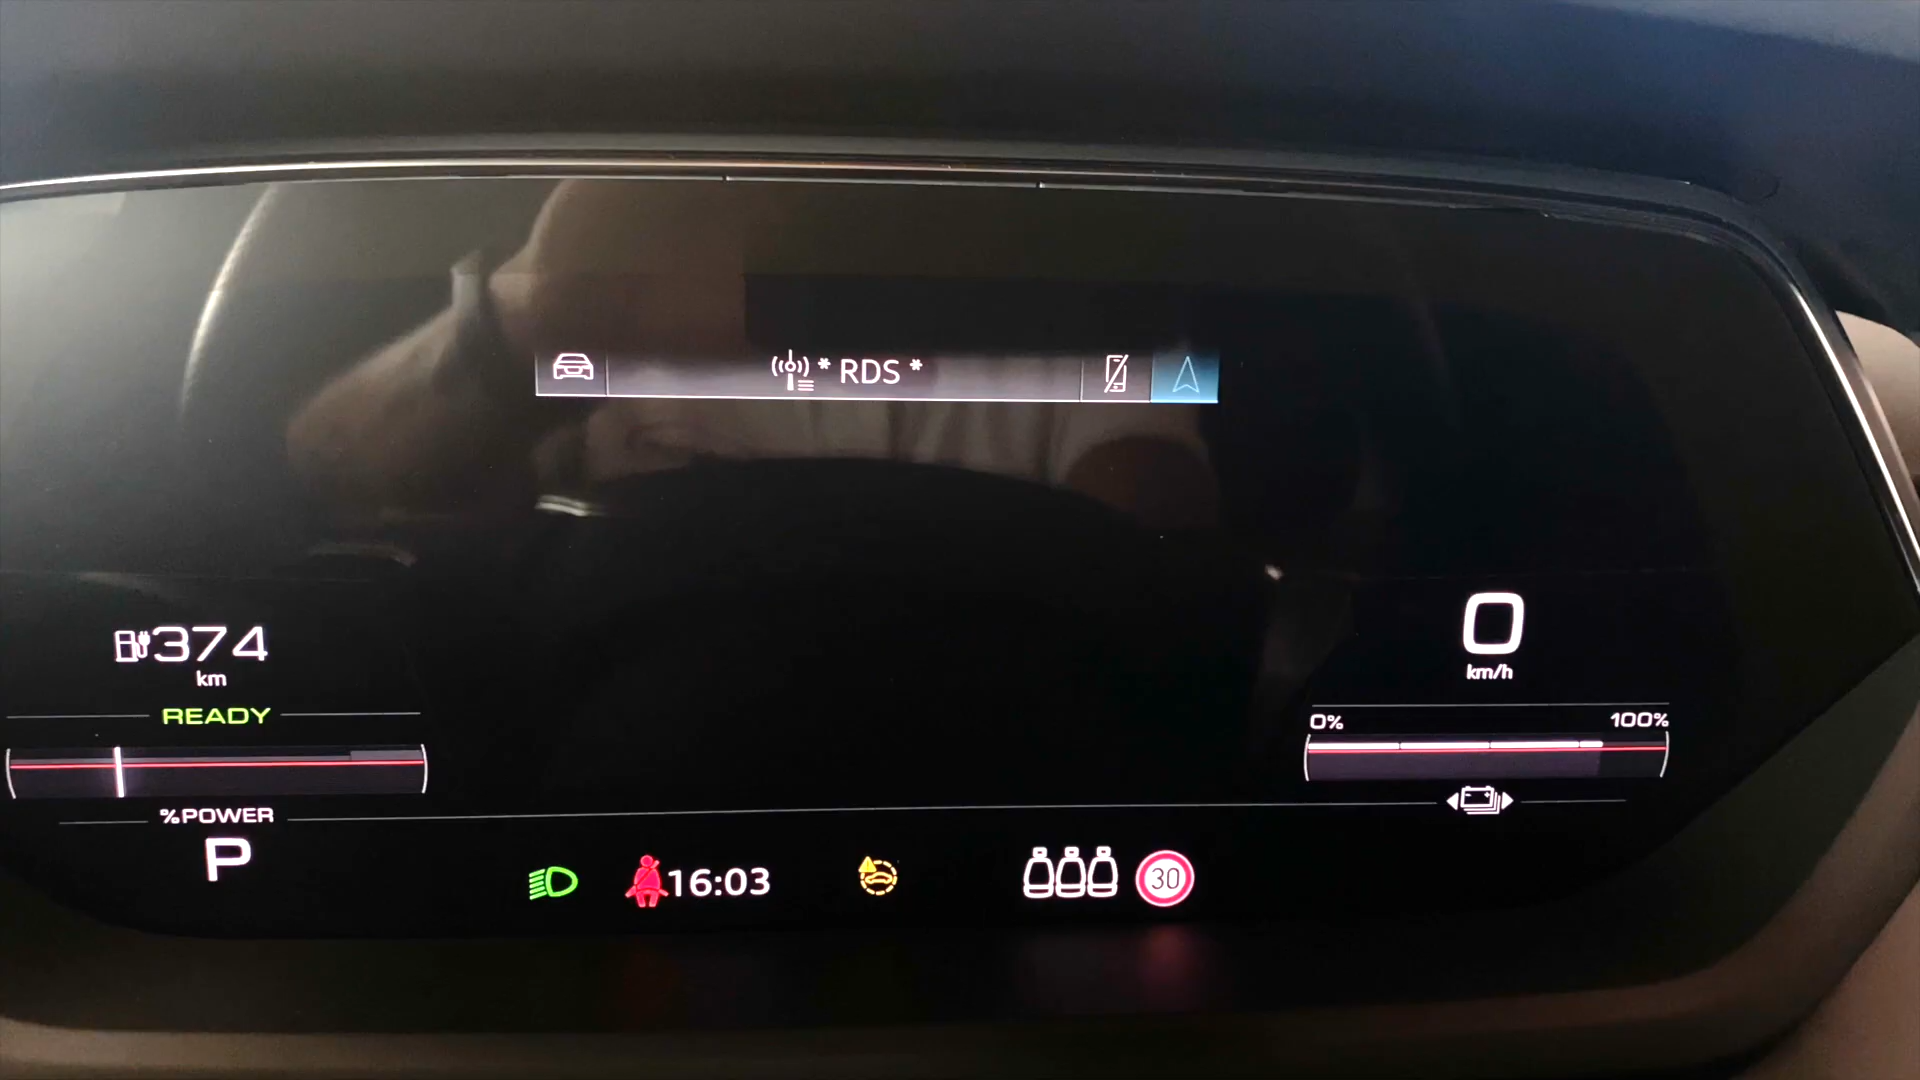 * RDS *
374
km
READY
%POWER
P
0
km/h
0% 100%
16:03
30